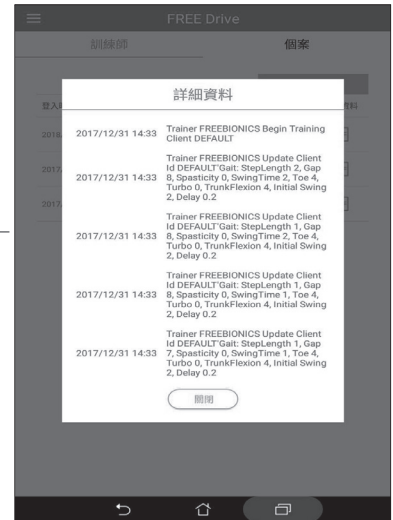 FREE Drive
訓練師 個案
詳細資料
2017/12/31 14:33 Trainer FREEBIONICS Begin Training
Client DEFAULT
2017/12/31 14:33 Trainer FREEBIONICS Update Client
Id DEFAULT'Gait: StepLength 2, Gap
8, Spasticity 0, SwingTime 2, Toe 4,
Turbo 0, TrunkFlexion 4, Initial Swing
2, Delay 0.2
2017/12/31 14:33 Trainer FREEBIONICS Update Client
Id DEFAULT'Gait: StepLength 1, Gap
8, Spasticity 0, SwingTime 2, Toe 4,
Turbo 0, TrunkFlexion 4, Initial Swing
2, Delay 0.2
2017/12/31 14:33 Trainer FREEBIONICS Update Client
Id DEFAULT'Gait: StepLength 1, Gap
8, Spasticity 0, SwingTime 1, Toe 4,
Turbo 0, TrunkFlexion 4, Initial Swing
2, Delay 0.2
2017/12/31 14:33 Trainer FREEBIONICS Update Client
Id DEFAULT'Gait: StepLength 1, Gap
7, Spasticity 0, SwingTime 1, Toe 4,
Turbo 0, TrunkFlexion 4, Initial Swing
2, Delay 0.2
關閉